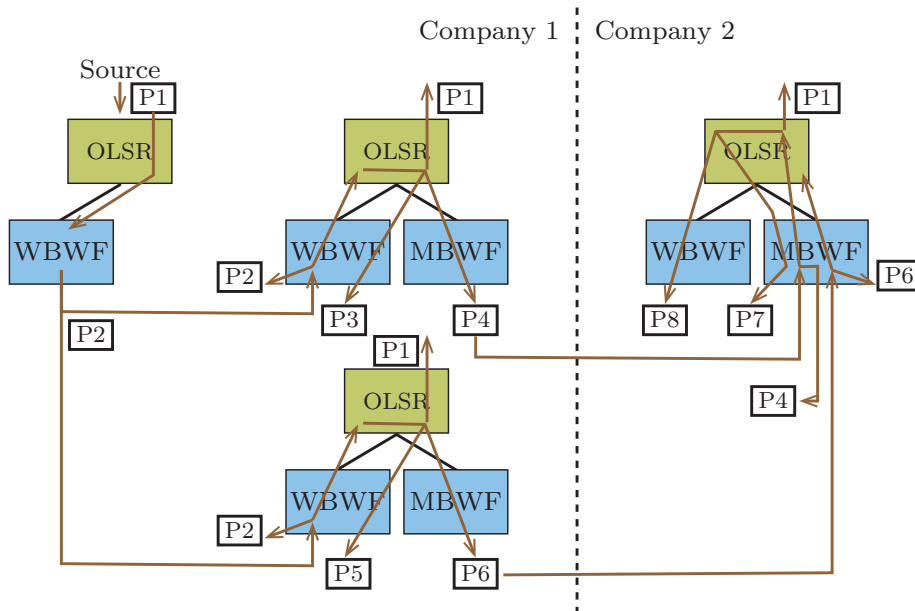 Company 1
Company 2
Source
P1
P1
P1
OLSR
OLSR
OLSR
WBWF
WBWF
MBWF
WBWF
MBWF
P2
P6
P2
P3
P4
P8
P7
P1
OLSR
P4
WBWF
MBWF
P2
P5
P6